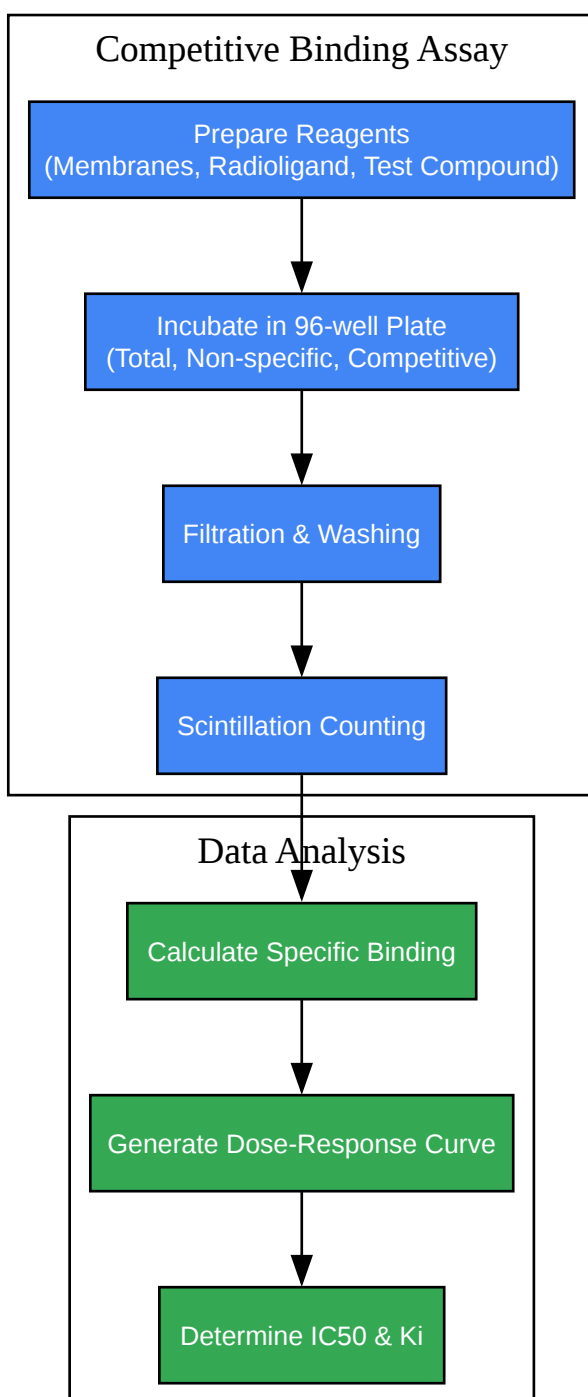 Competitive Binding Assay
Prepare Reagents
(Membranes, Radioligand, Test Compound)
Incubate in 96-well Plate
(Total, Non-specific, Competitive)
Filtration & Washing
Scintillation Counting
Data Analysis
Calculate Specific Binding
Generate Dose-Response Curve
Determine IC50 & Ki